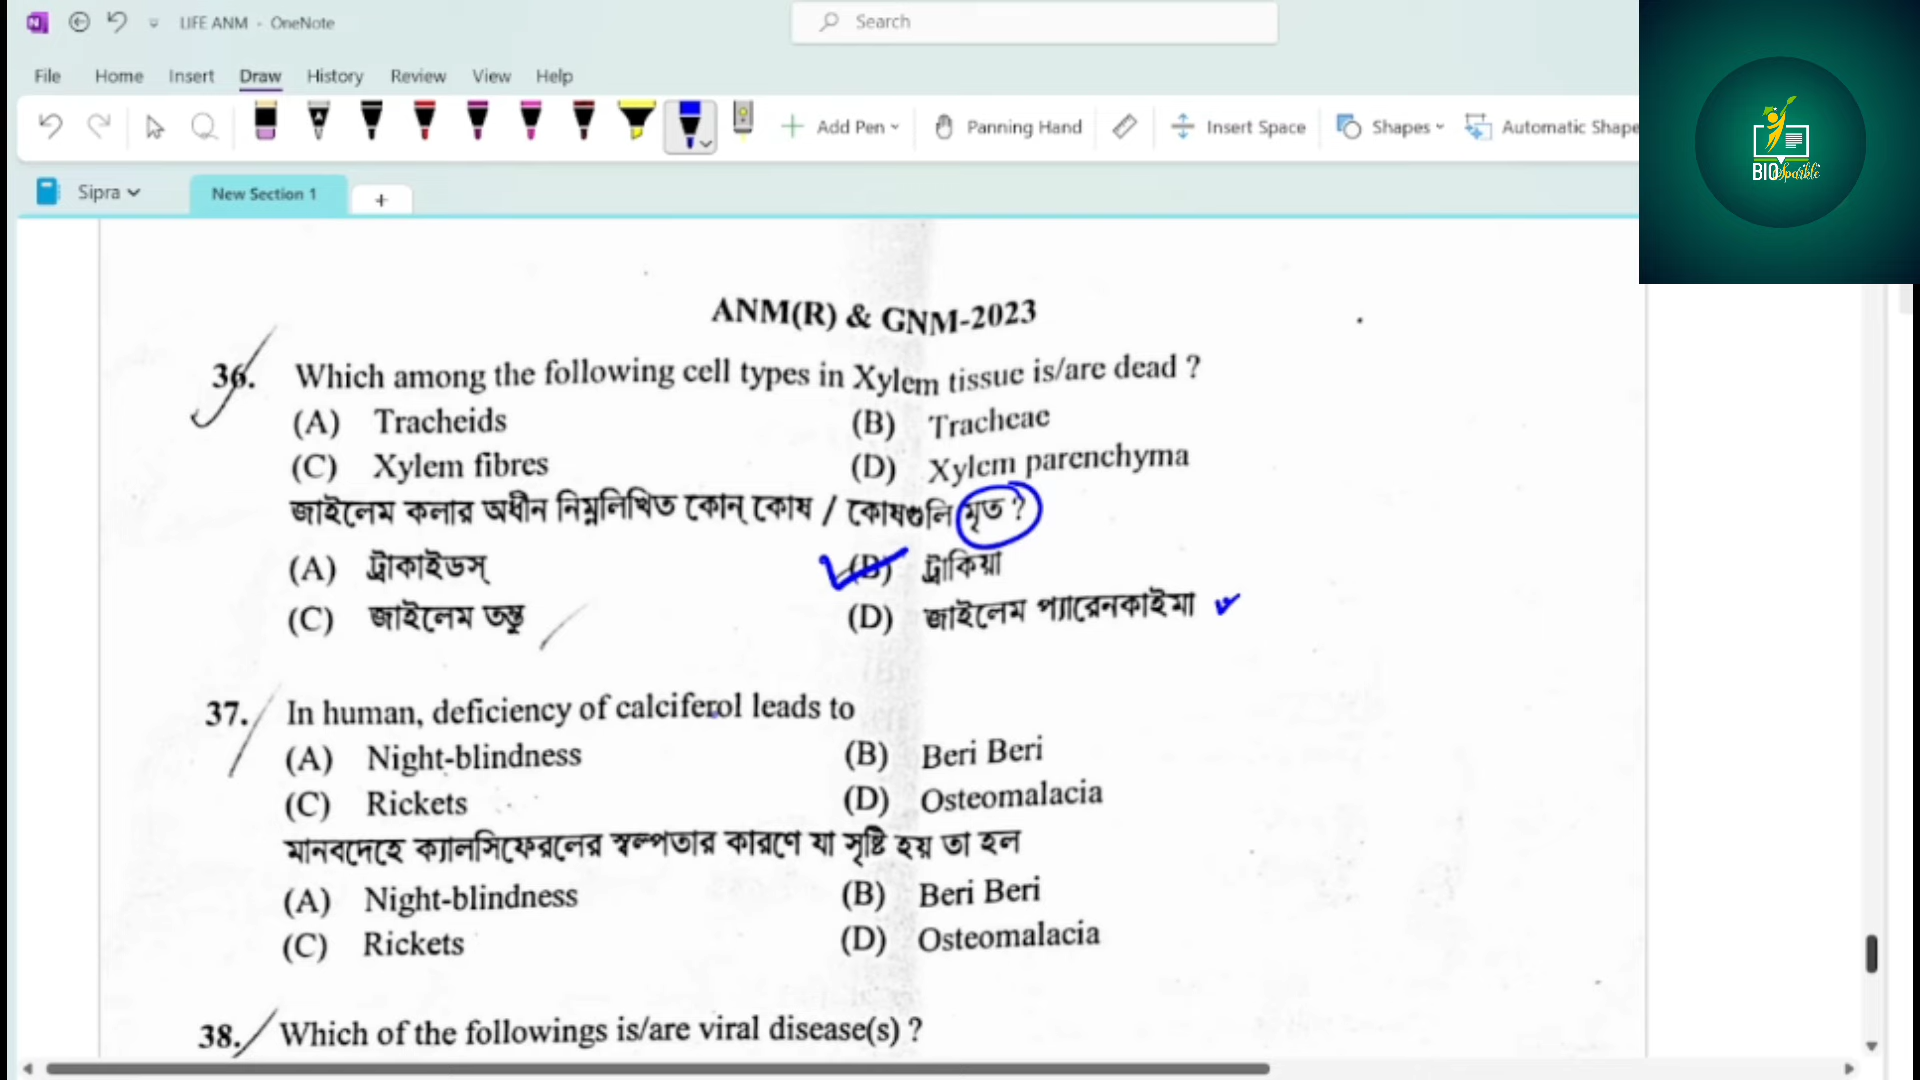 LIFE ANM - OneNote
Search
File Home Insert Draw History Review View Help
Add Pen Panning Hand Insert Space Shapes Automatic Shape
Sipra New Section 1 +
BIO Sparkle
ANM(R) & GNM-2023
36. Which among the following cell types in Xylem tissue is/are dead ?
(A) Tracheids (B) Tracheae
(C) Xylem fibres (D) Xylem parenchyma
জাইলেম কলার অধীন নিম্নলিখিত কোন্ কোষ / কোষগুলি মৃত ?
(A) ট্রাকাইডস্ (B) ট্রাকিয়া
(C) জাইলেম তন্তু (D) জাইলেম প্যারেনকাইমা
37. In human, deficiency of calciferol leads to
(A) Night-blindness (B) Beri Beri
(C) Rickets (D) Osteomalacia
মানবদেহে ক্যালসিফেরলের স্বল্পতার কারণে যা সৃষ্টি হয় তা হল
(A) Night-blindness (B) Beri Beri
(C) Rickets (D) Osteomalacia
38. Which of the followings is/are viral disease(s) ?